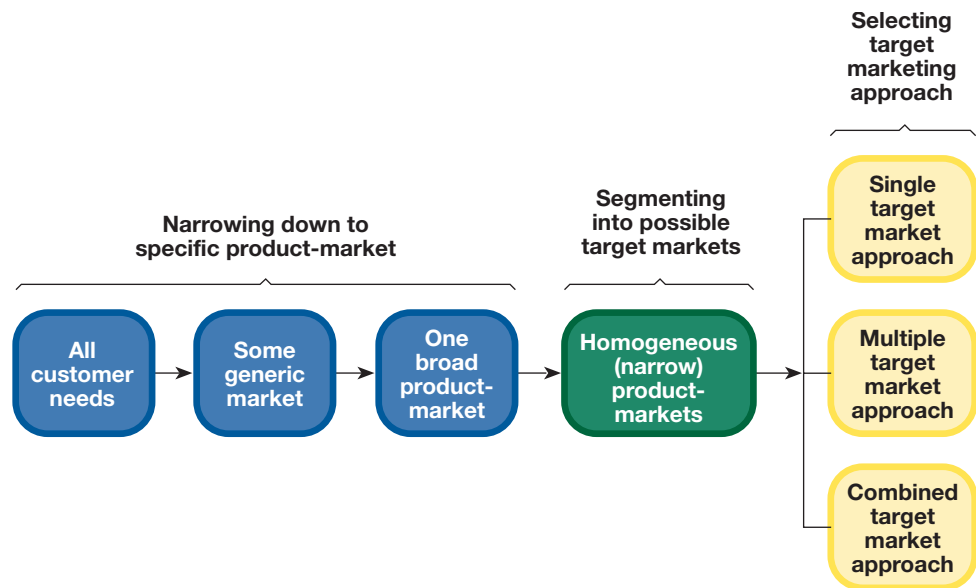 Selecting
target
marketing
approach
Narrowing down to
specific product-market
Segmenting
into possible
target markets
All
customer
needs
Some
generic
market
One
broad
product-
market
Homogeneous
(narrow)
product-
markets
Single
target
market
approach
Multiple
target
market
approach
Combined
target
market
approach